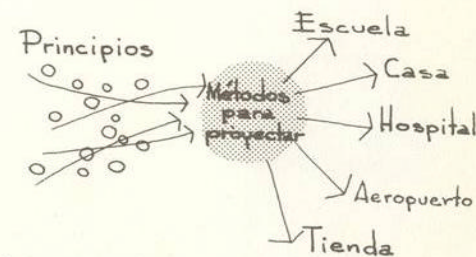 Principios
Métodos
para
proyectar
Escuela
Casa
Hospital
Aeropuerto
Tienda